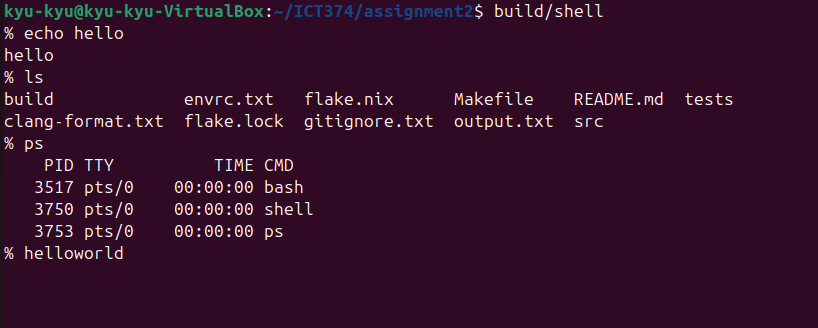 kyu-kyu@kyu-kyu-VirtualBox:~/ICT374/assignment2$ build/shell
% echo hello
hello
% ls
build             envrc.txt   flake.nix      Makefile    README.md  tests
clang-format.txt  flake.lock  gitignore.txt  output.txt  src
% ps
    PID TTY          TIME CMD
   3517 pts/0    00:00:00 bash
   3750 pts/0    00:00:00 shell
   3753 pts/0    00:00:00 ps
% helloworld